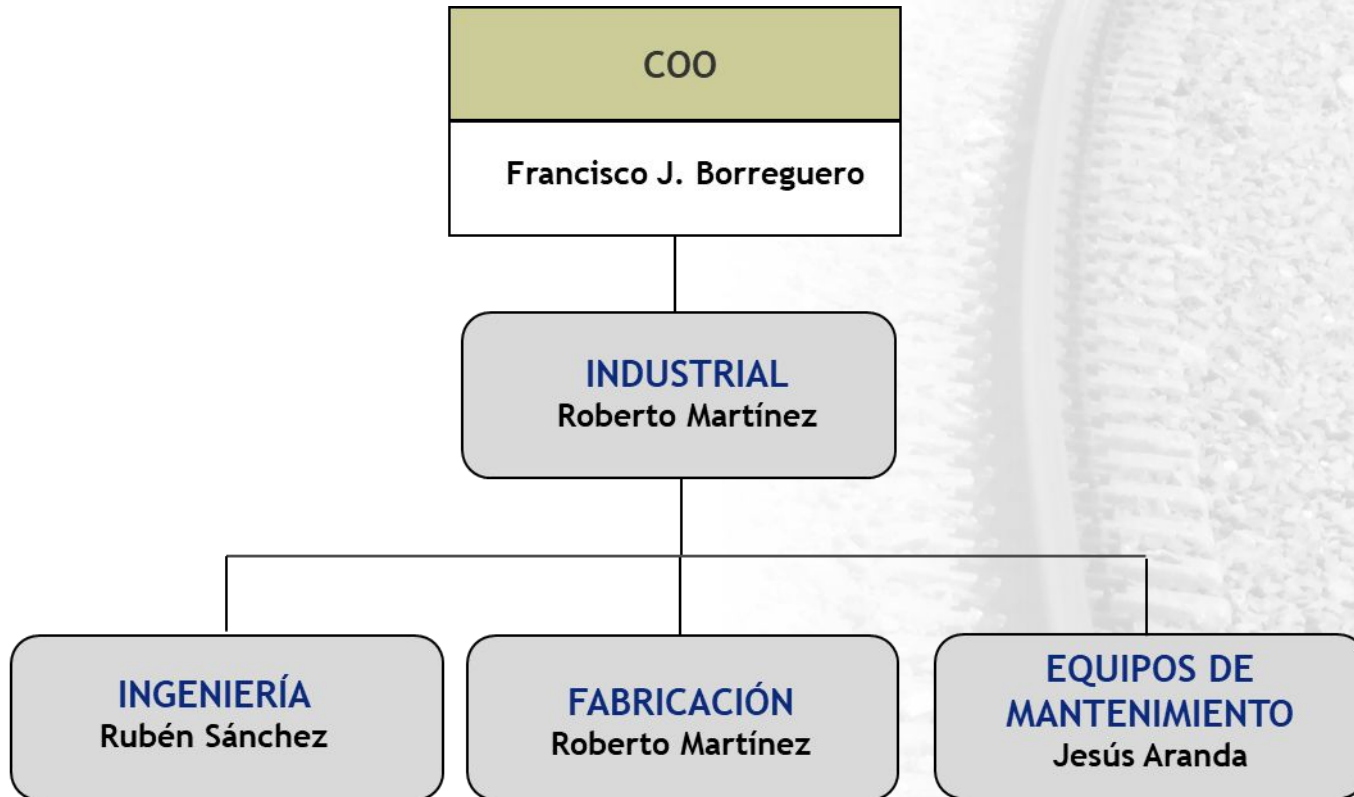 COO
Francisco J. Borreguero
INDUSTRIAL
Roberto Martínez
INGENIERÍA
Rubén Sánchez
FABRICACIÓN
Roberto Martínez
EQUIPOS DE
MANTENIMIENTO
Jesús Aranda